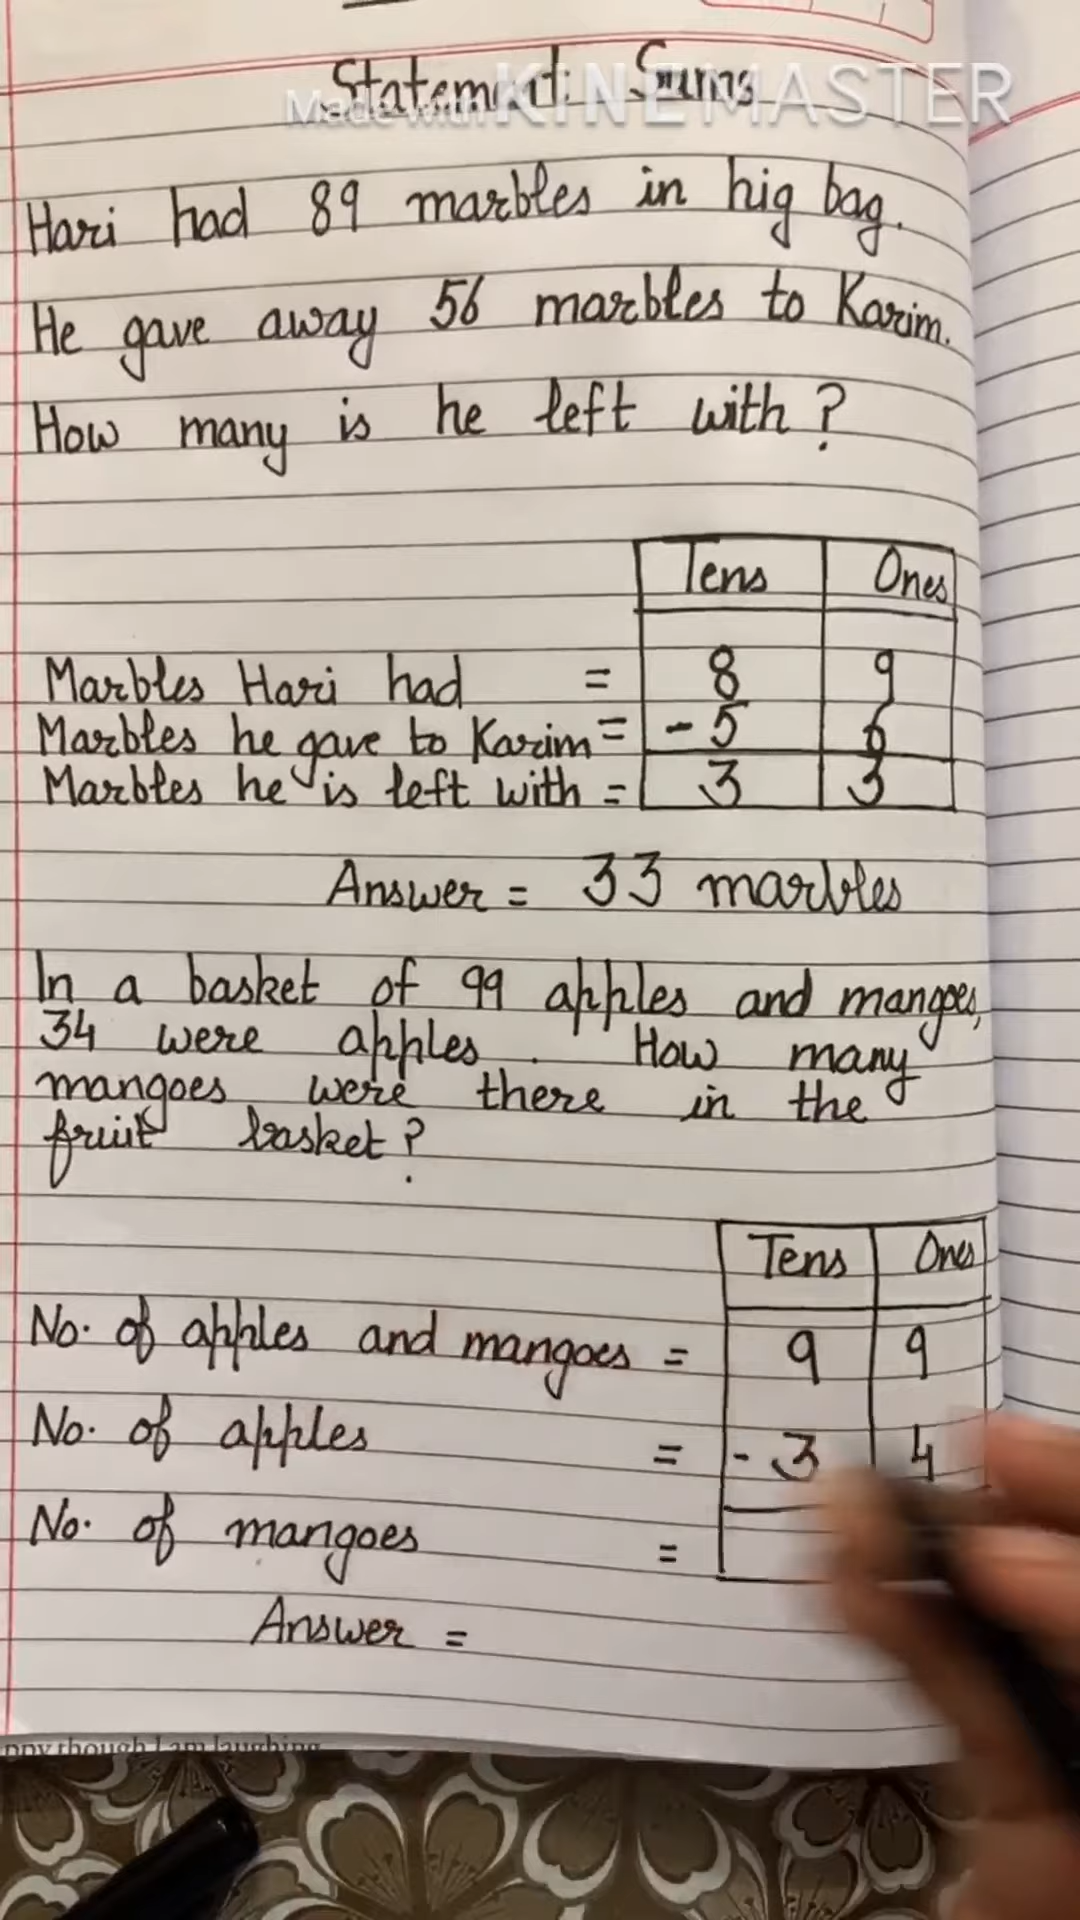 Statement Sums
Made with KINEMASTER
Hari had 89 marbles in hig bag.
He gave away 56 marbles to Karim.
How many is he left with?
Tens Ones
Marbles Hari had = 8 9
Marbles he gave to Karim = - 5 6
Marbles he is left with = 3 3
Answer = 33 marbles
In a basket of 99 apples and mangoes,
34 were apples. How many
mangoes were there in the
fruit basket?
Tens Ones
No. of apples and mangoes = 9 9
No. of apples = - 3 4
No. of mangoes =
Answer =
though I am laughing